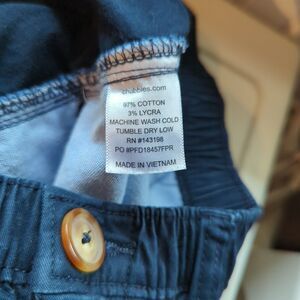 chubbies.com
97% COTTON
3% LYCRA
MACHINE WASH COLD
TUMBLE DRY LOW
RN #143198
PO #PFD18457FPR
MADE IN VIETNAM